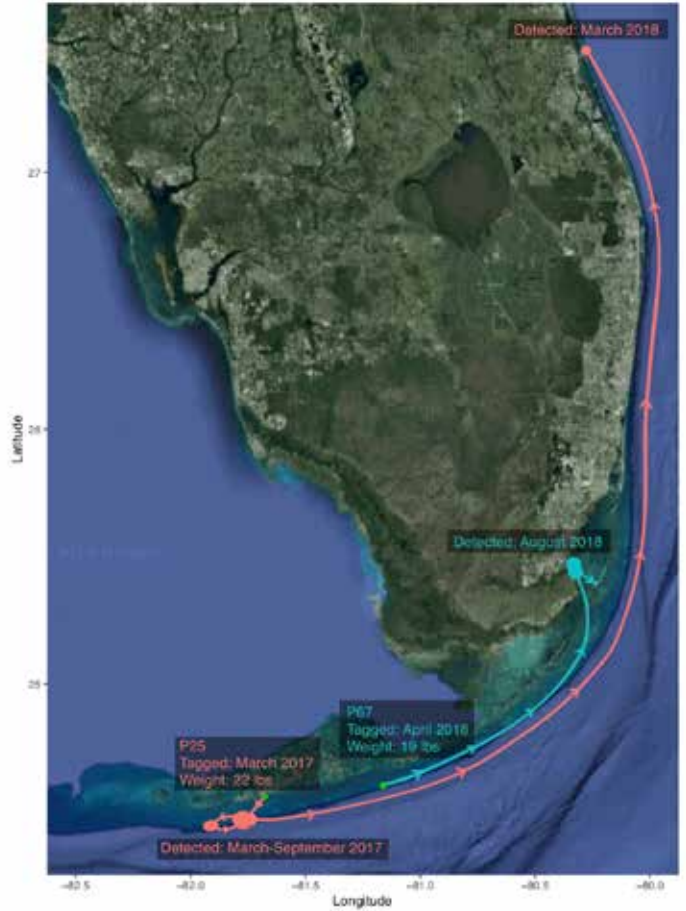 Detected: March 2018
27
26
Latitude
Detected: August 2018
25
P67
Tagged: April 2018
Weight: 19 lbs
P25
Tagged: March 2017
Weight: 22 lbs
Detected: March-September 2017
-82.5
-82.0
-81.5
-81.0
-80.5
-80.0
Longitude